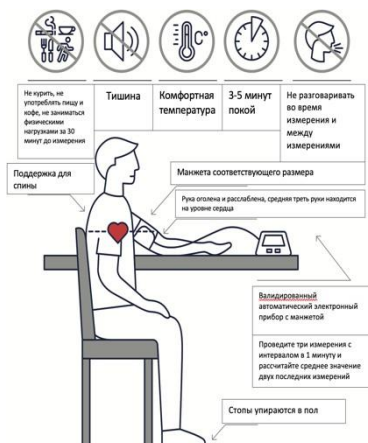 C°
Не курить, не
употреблять пищу и
кофе, не заниматься
физическими
нагрузками за 30
минут до измерения
Тишина
Комфортная
температура
3-5 минут
покой
Не разговаривать
во время
измерения и
между
измерениями
Поддержка для
спины
Манжета соответствующего размера
Рука оголена и расслаблена, средняя треть руки находится
на уровне сердца
Валидированный
автоматический электронный
прибор с манжетой
Проведите три измерения с
интервалом в 1 минуту и
рассчитайте среднее значение
двух последних измерений
Стопы упираются в пол